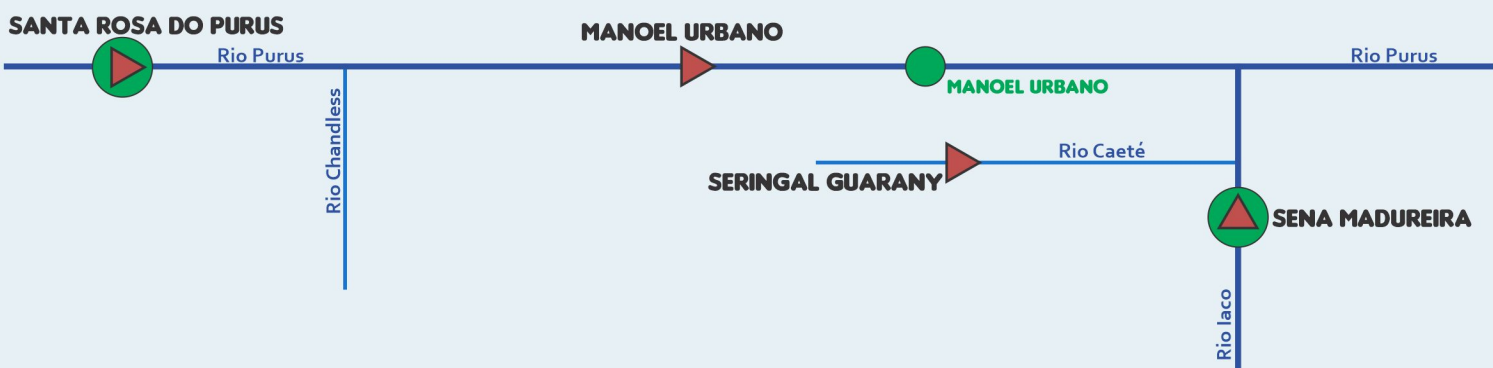 SANTA ROSA DO PURUS
Rio Purus
MANOEL URBANO
Rio Purus
MANOEL URBANO
Rio Chandless
Rio Caeté
SERINGAL GUARANY
SENA MADUREIRA
Rio Iaco